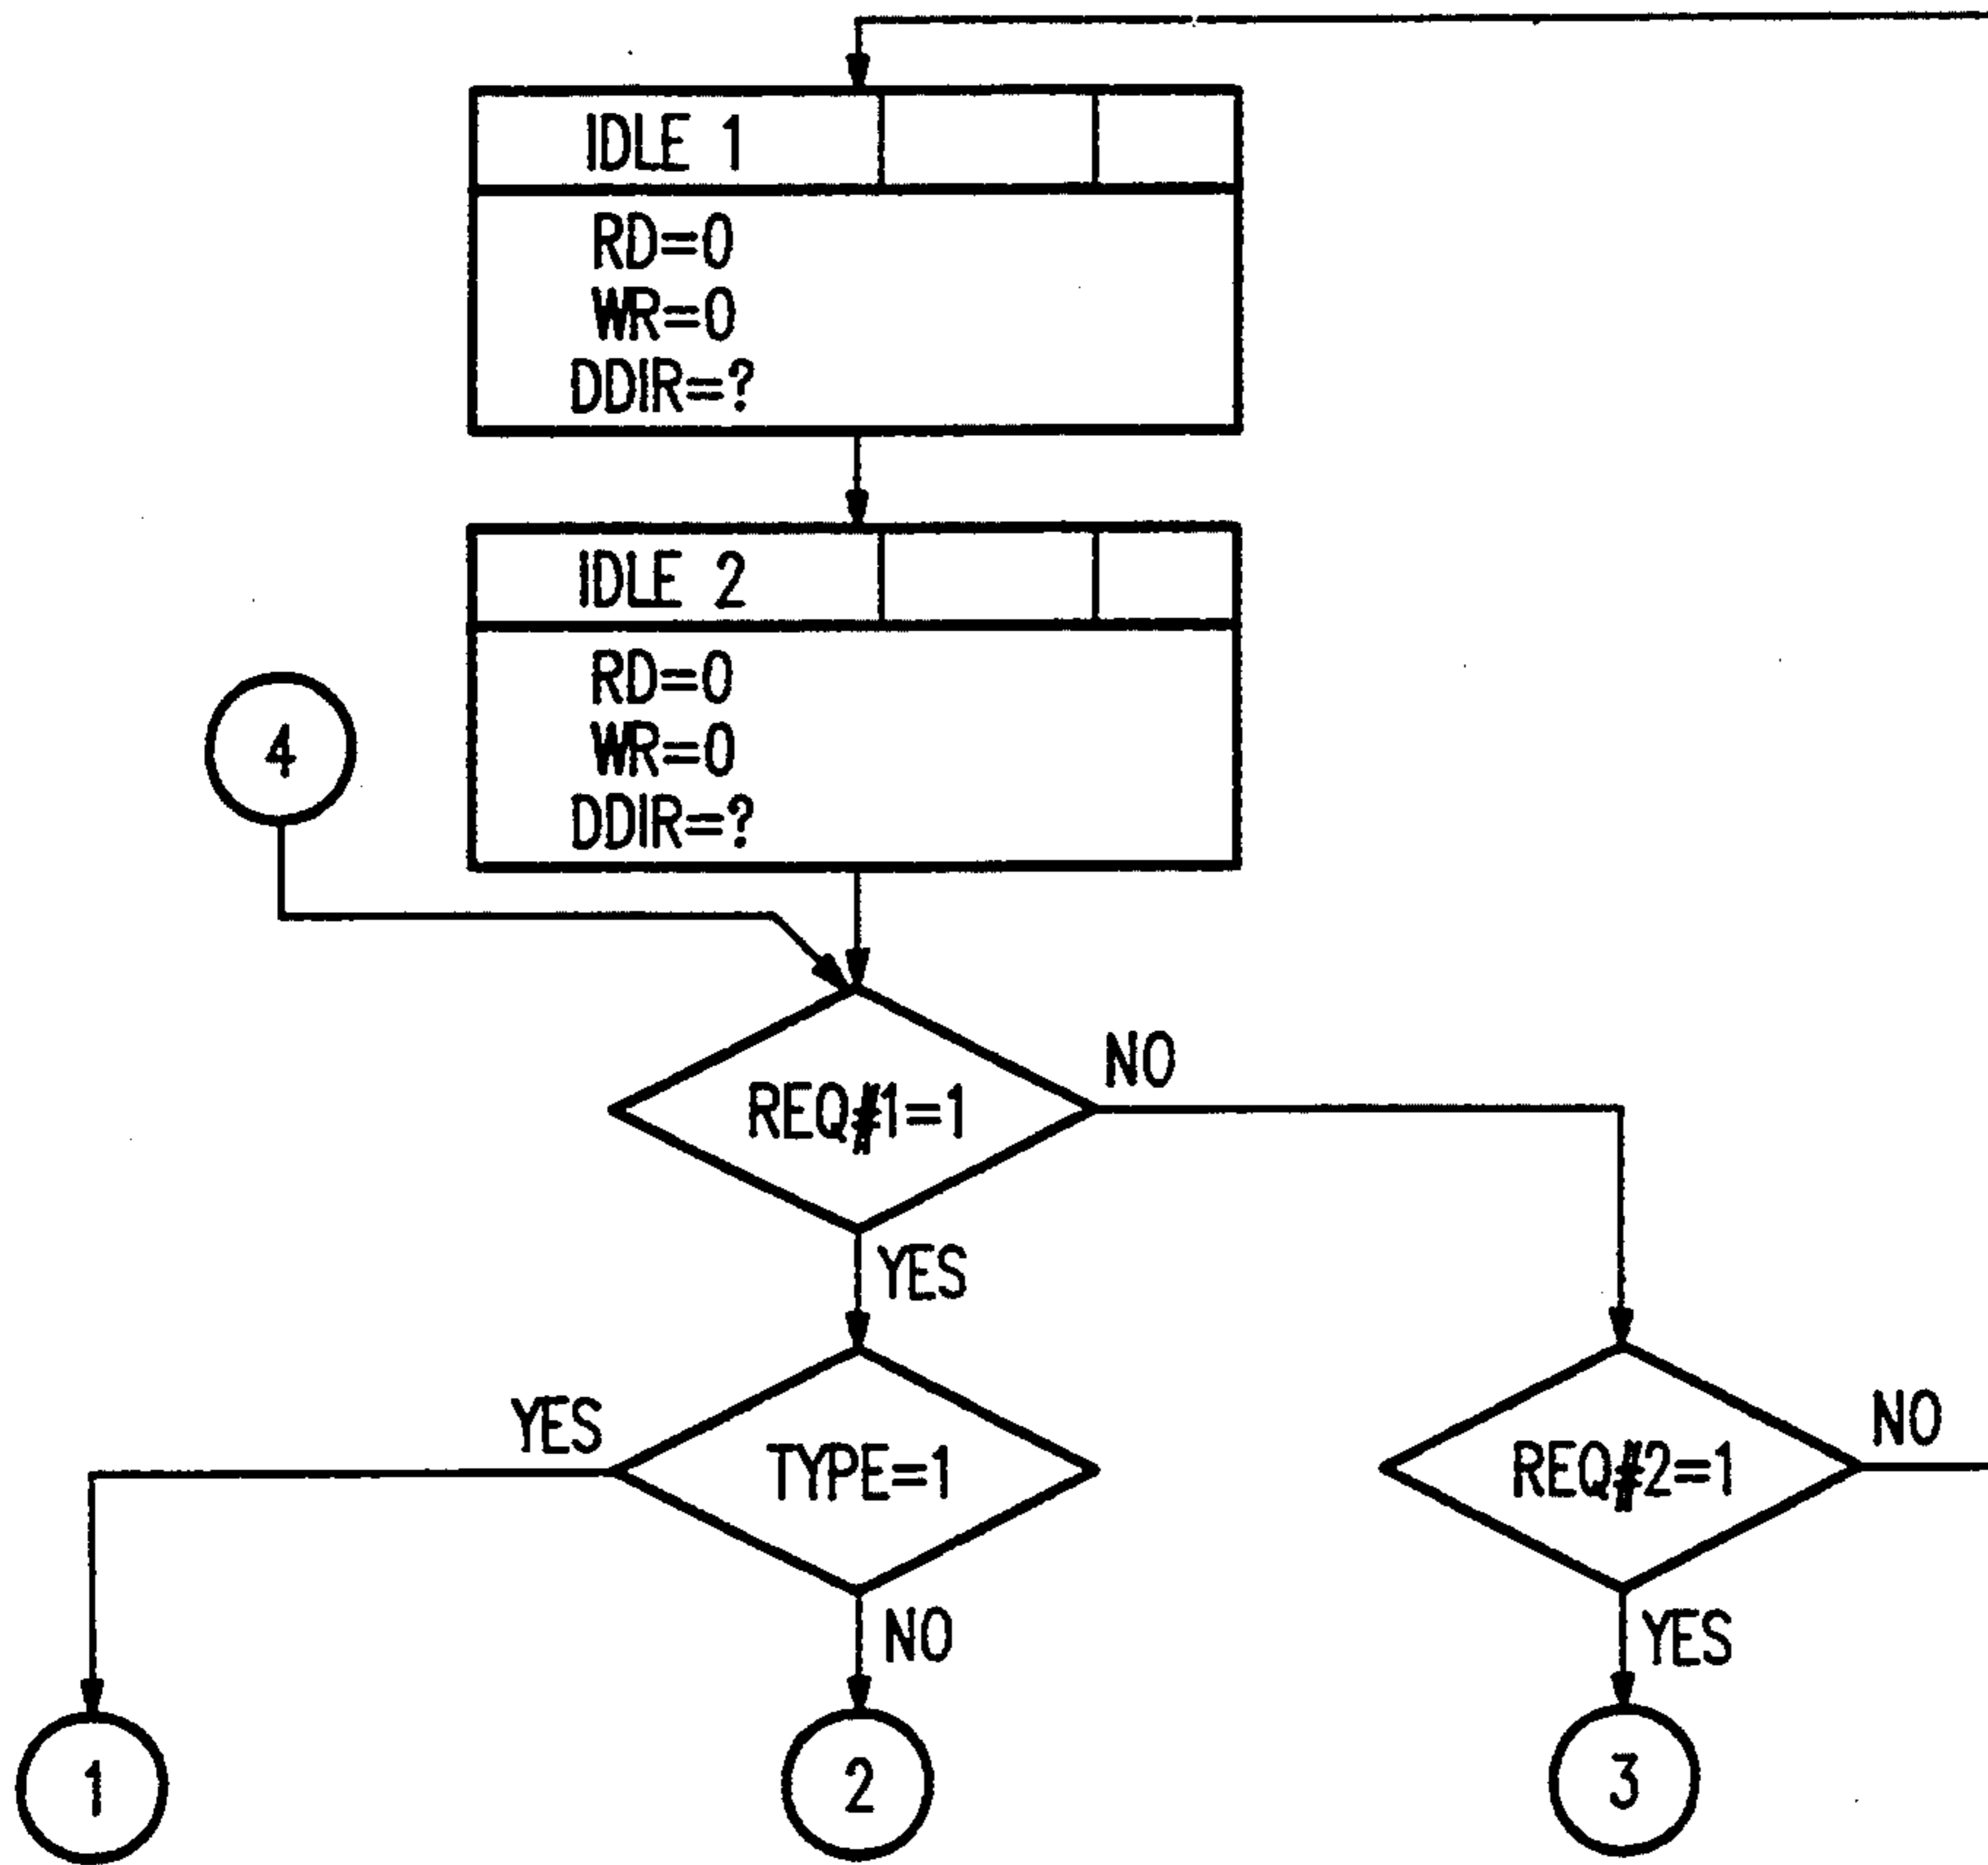 IDLE 1
RD=0
WR=0
DDIR=?
IDLE 2
RD=0
WR=0
DDIR=?
4
REQ#1=1
NO
YES
YES
TYPE=1
NO
REQ#2=1
NO
YES
1
2
3